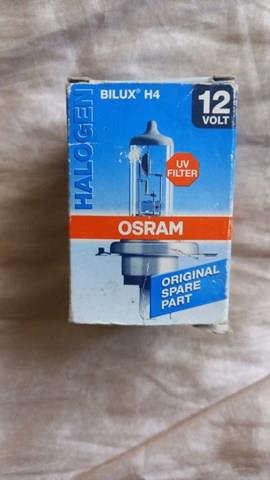 HALOGEN
BILUX® H4
12
VOLT
UV
FILTER
OSRAM
ORIGINAL
SPARE
PART